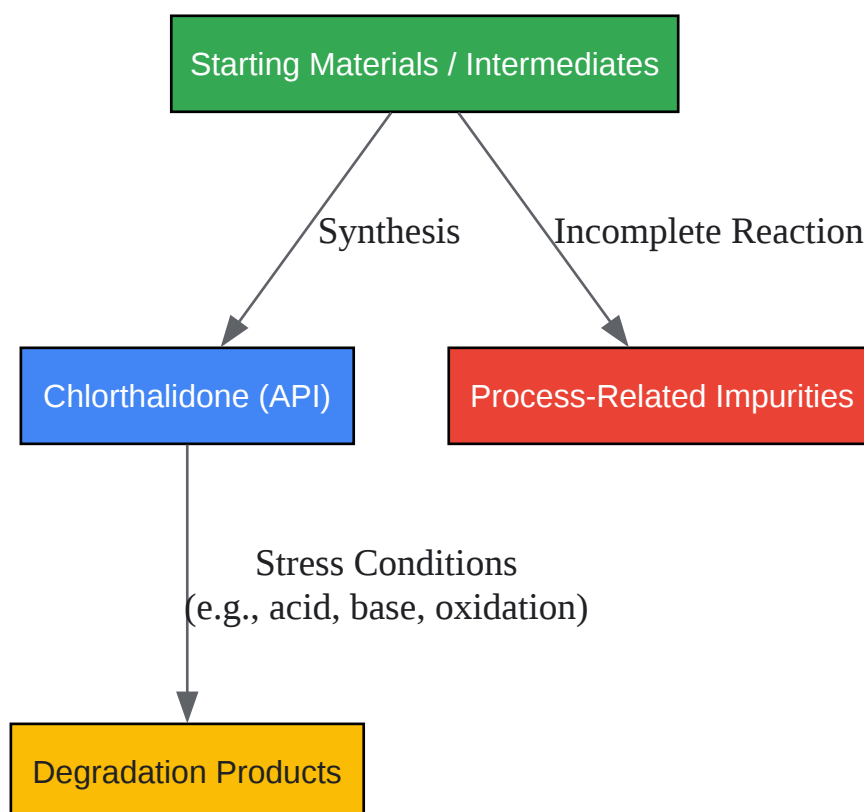 Starting Materials / Intermediates
Synthesis
Incomplete Reaction
Chlorthalidone (API)
Process-Related Impurities
Stress Conditions
(e.g., acid, base, oxidation)
Degradation Products